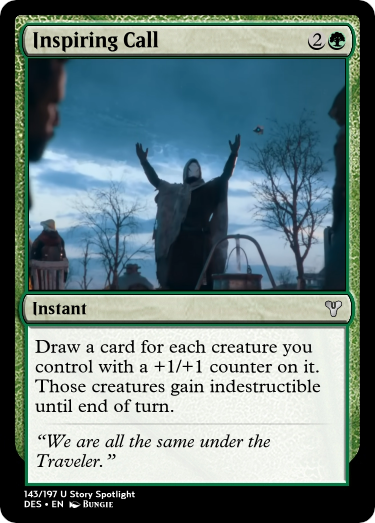 Inspiring Call 2
Instant
Draw a card for each creature you
control with a +1/+1 counter on it.
Those creatures gain indestructible
until end of turn.
“We are all the same under the
Traveler.”
143/197 U Story Spotlight
DES • EN Bungie